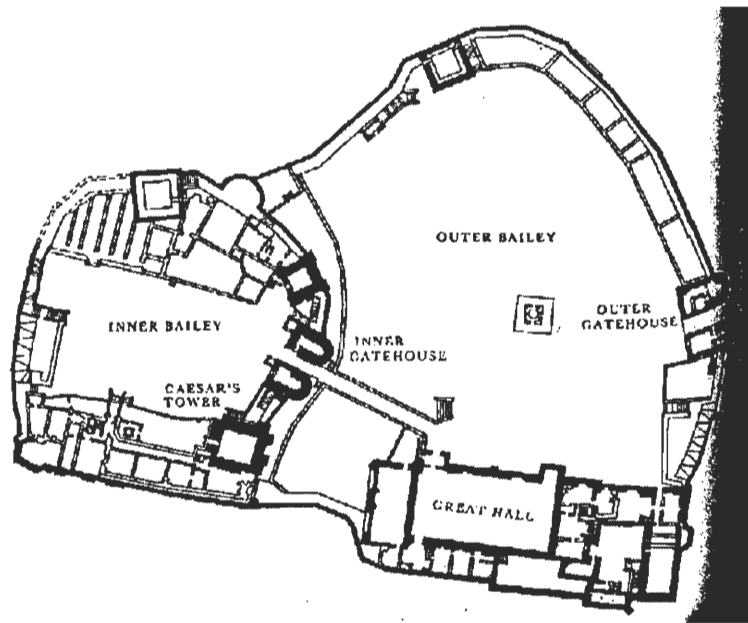 OUTER BAILEY
OUTER
GATEHOUSE
INNER BAILEY
INNER
GATEHOUSE
CAESAR'S
TOWER
GREAT HALL